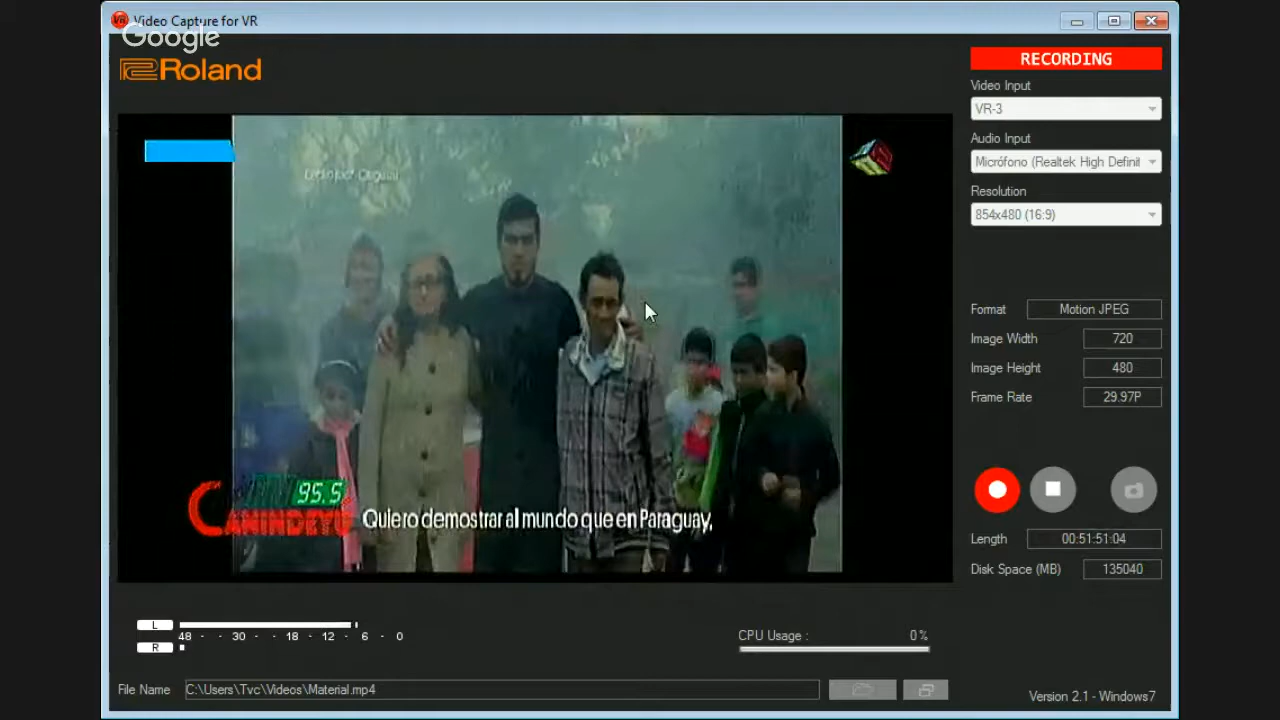 Video Capture for VR
Google
Roland
RECORDING
Video Input
VR-3
Audio Input
Micrófono (Realtek High Definit
Resolution
854x480 (16:9)
95.5
CANINDEYU
Quiero demostrar al mundo que en Paraguay,
Format
Motion JPEG
Image Width
720
Image Height
480
Frame Rate
29.97P
Length
00:51:51:04
Disk Space (MB)
135040
L
48 - - 30 - - 18 - 12 - 6 - 0
R
CPU Usage :
0 %
File Name
C:\Users\Tvc\Videos\Material.mp4
Version 2.1 - Windows7